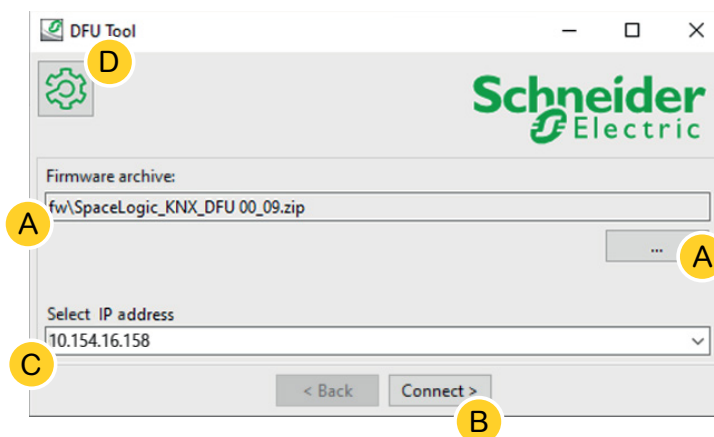 DFU Tool
D
Schneider
Electric
Firmware archive:
fw\SpaceLogic_KNX_DFU 00_09.zip
A
...
A
Select IP address
10.154.16.158
C
< Back
Connect >
B